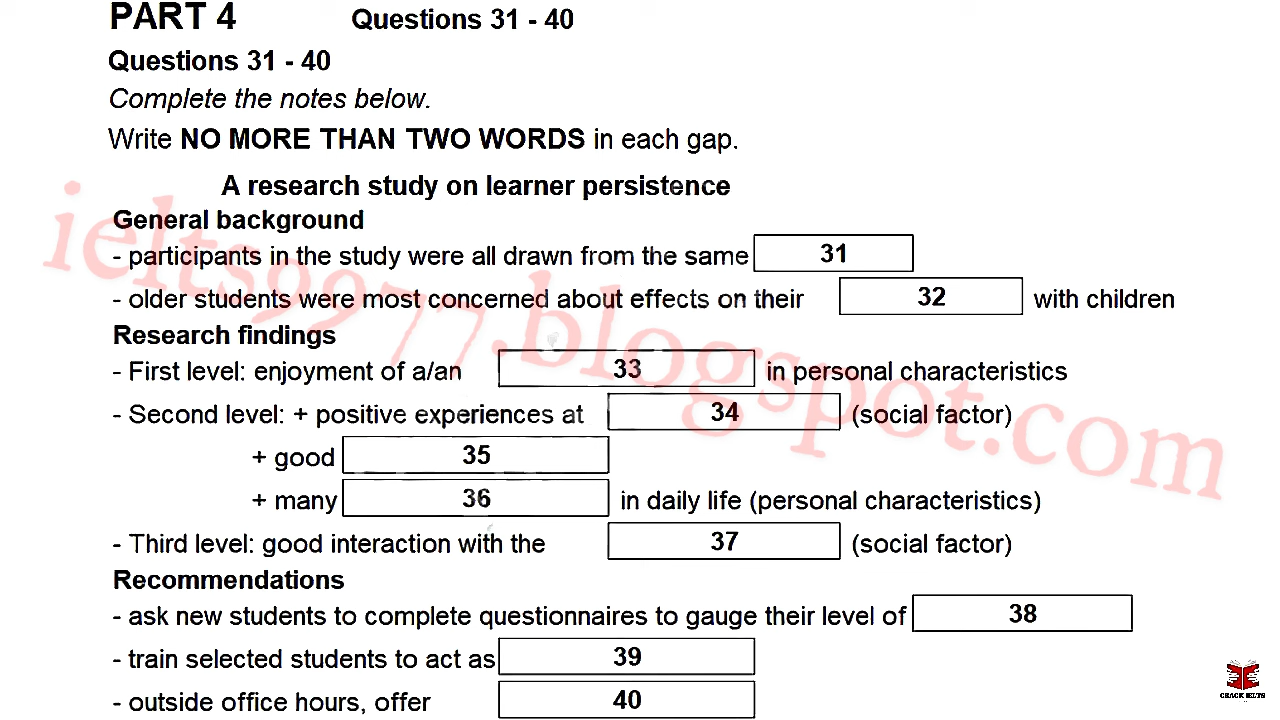 PART 4 Questions 31 - 40
Questions 31 - 40
Complete the notes below.
Write NO MORE THAN TWO WORDS in each gap.
A research study on learner persistence
General background
- participants in the study were all drawn from the same 31
- older students were most concerned about effects on their 32 with children
Research findings
- First level: enjoyment of a/an 33 in personal characteristics
- Second level: + positive experiences at 34 (social factor)
+ good 35
+ many 36 in daily life (personal characteristics)
- Third level: good interaction with the 37 (social factor)
Recommendations
- ask new students to complete questionnaires to gauge their level of 38
- train selected students to act as 39
- outside office hours, offer 40
ielts9977.blogspot.com
CRACK IELTS